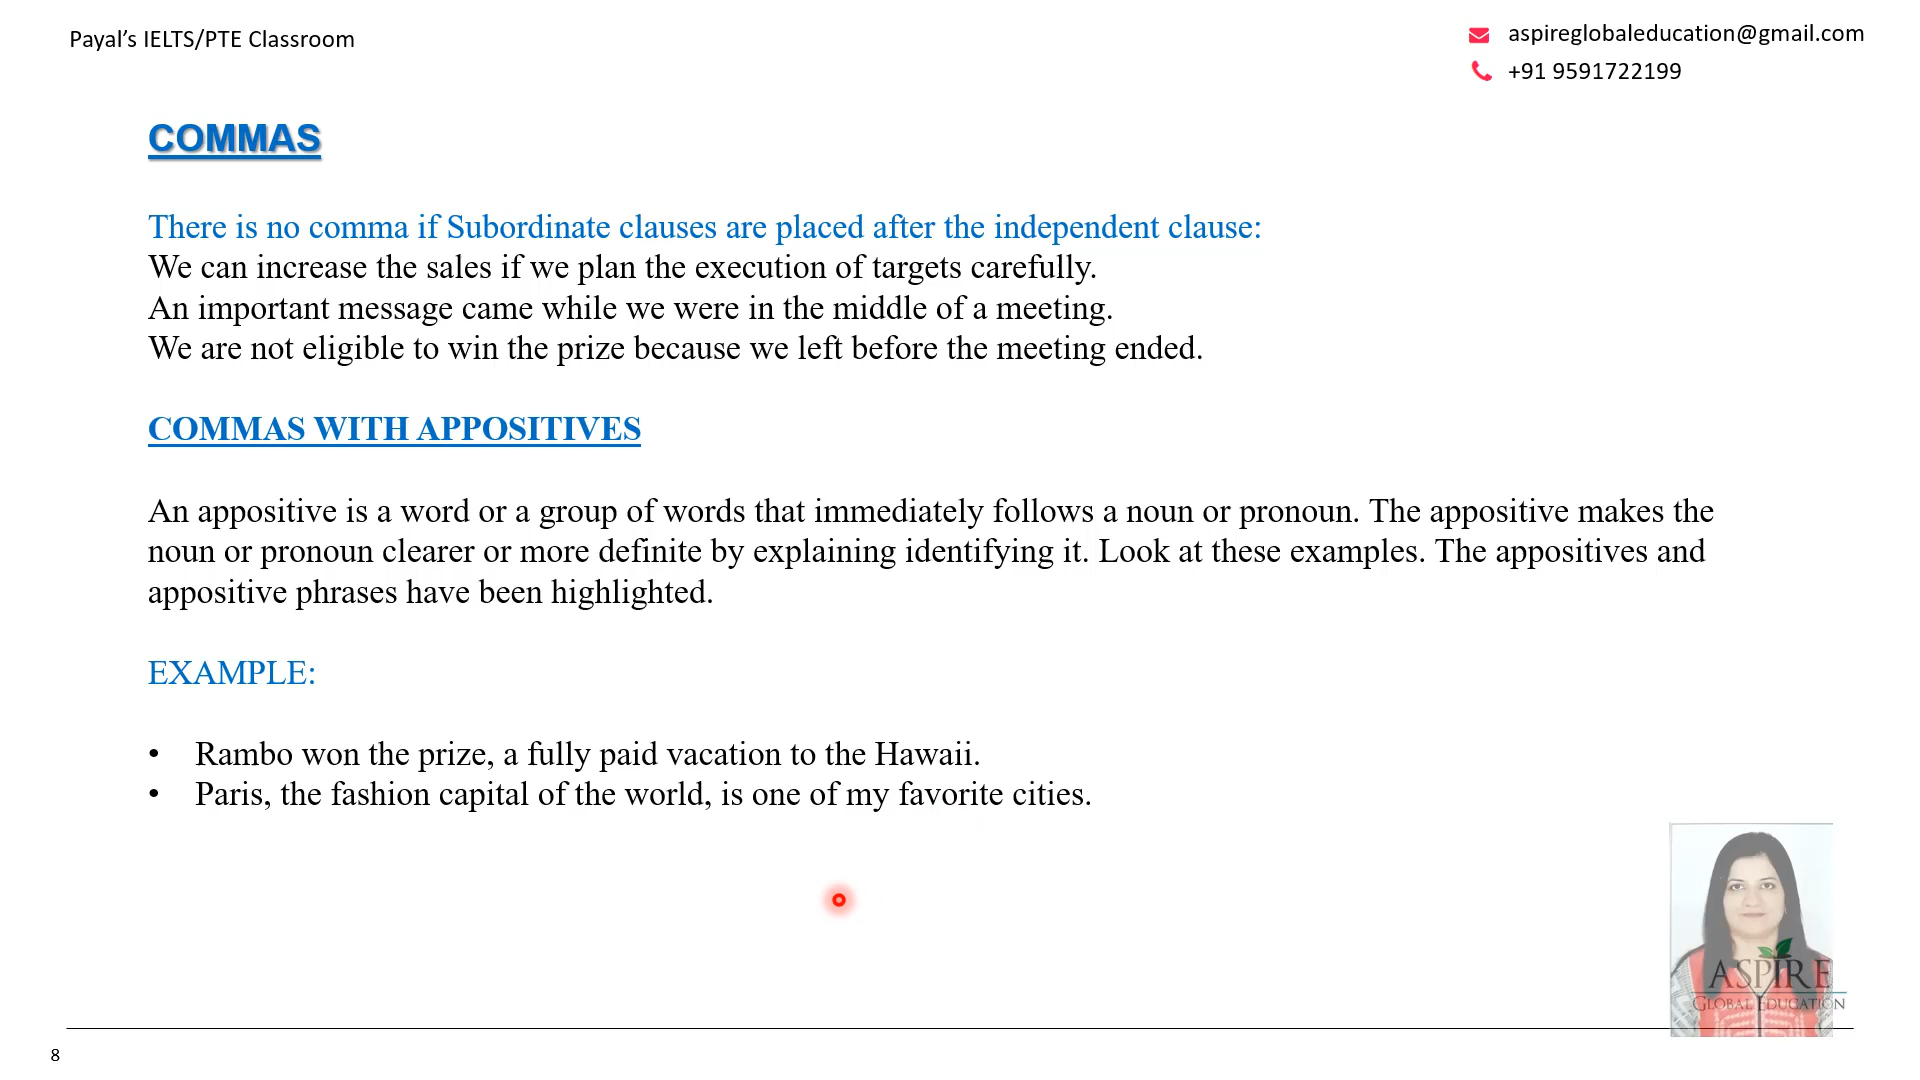 Payal’s IELTS/PTE Classroom
aspireglobaleducation@gmail.com
+91 9591722199
COMMAS
There is no comma if Subordinate clauses are placed after the independent clause:
We can increase the sales if we plan the execution of targets carefully.
An important message came while we were in the middle of a meeting.
We are not eligible to win the prize because we left before the meeting ended.
COMMAS WITH APPOSITIVES
An appositive is a word or a group of words that immediately follows a noun or pronoun. The appositive makes the
noun or pronoun clearer or more definite by explaining identifying it. Look at these examples. The appositives and
appositive phrases have been highlighted.
EXAMPLE:
• Rambo won the prize, a fully paid vacation to the Hawaii.
• Paris, the fashion capital of the world, is one of my favorite cities.
ASPIRE
GLOBAL EDUCATION
8